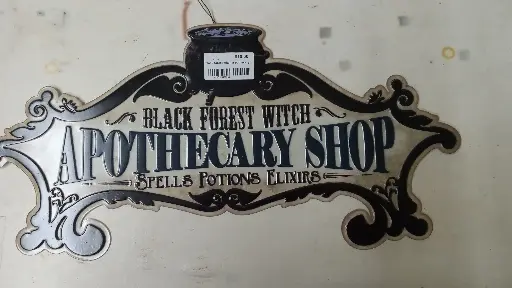 BLACK FOREST WITCH
APOTHECARY SHOP
SPELLS POTIONS ELIXIRS